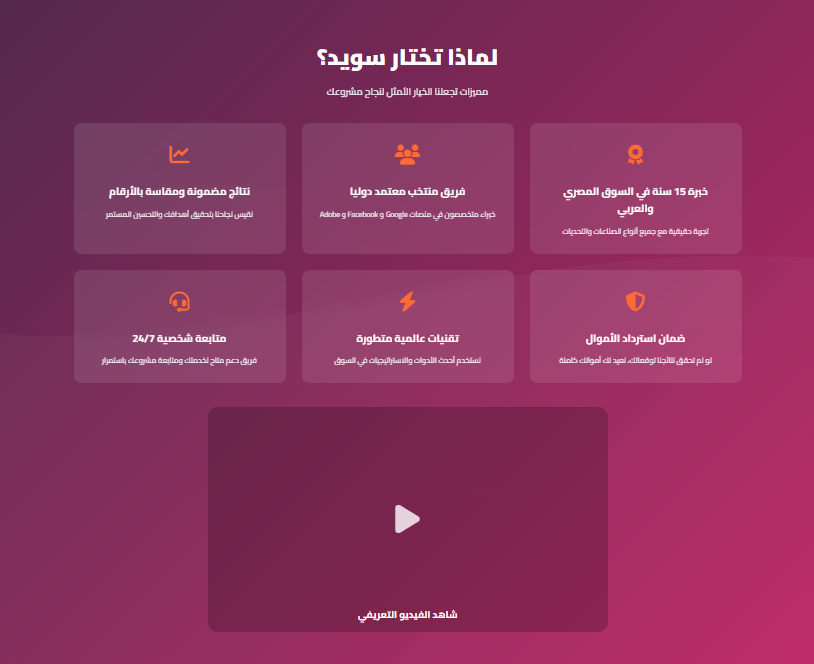 لماذا تختار سويد؟
مميزات تجعلنا الخيار الأمثل لنجاح مشروعك
خبرة 15 سنة في السوق المصري
والعربي
تجربة حقيقية مع جميع أنواع الصناعات والتحديات
فريق منتخب معتمد دوليا
خبراء متخصصون في منصات Google و Facebook و Adobe
نتائج مضمونة ومقاسة بالأرقام
نقيس نجاحنا بتحقيق أهدافك والتحسين المستمر
ضمان استرداد الأموال
لو لم تحقق نتائجنا توقعاتك، نعيد لك أموالك كاملة
تقنيات عالمية متطورة
نستخدم أحدث الأدوات والاستراتيجيات في السوق
متابعة شخصية 24/7
فريق دعم متاح لخدمتك ومتابعة مشروعك باستمرار
شاهد الفيديو التعريفي